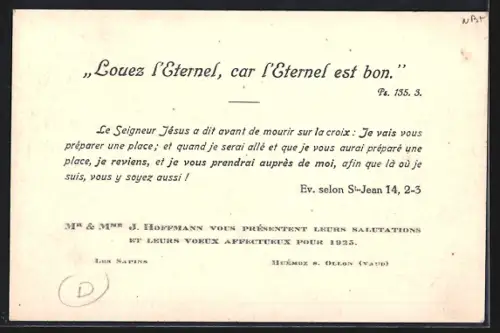 „Louez l'Eternel, car l'Eternel est bon."
Ps. 135. 3.
Le Seigneur Jésus a dit avant de mourir sur la croix: Je vais vous
préparer une place; et quand je serai allé et que je vous aurai préparé une
place, je reviens, et je vous prendrai auprès de moi, afin que là où je
suis, vous y soyez aussi!
Ev. selon St-Jean 14, 2-3
Mr & Mme J. Hoffmann vous présentent leurs salutations
et leurs voeux affectueux pour 1925.
Les Sapins Huémoz s. Ollon (Vaud)
D